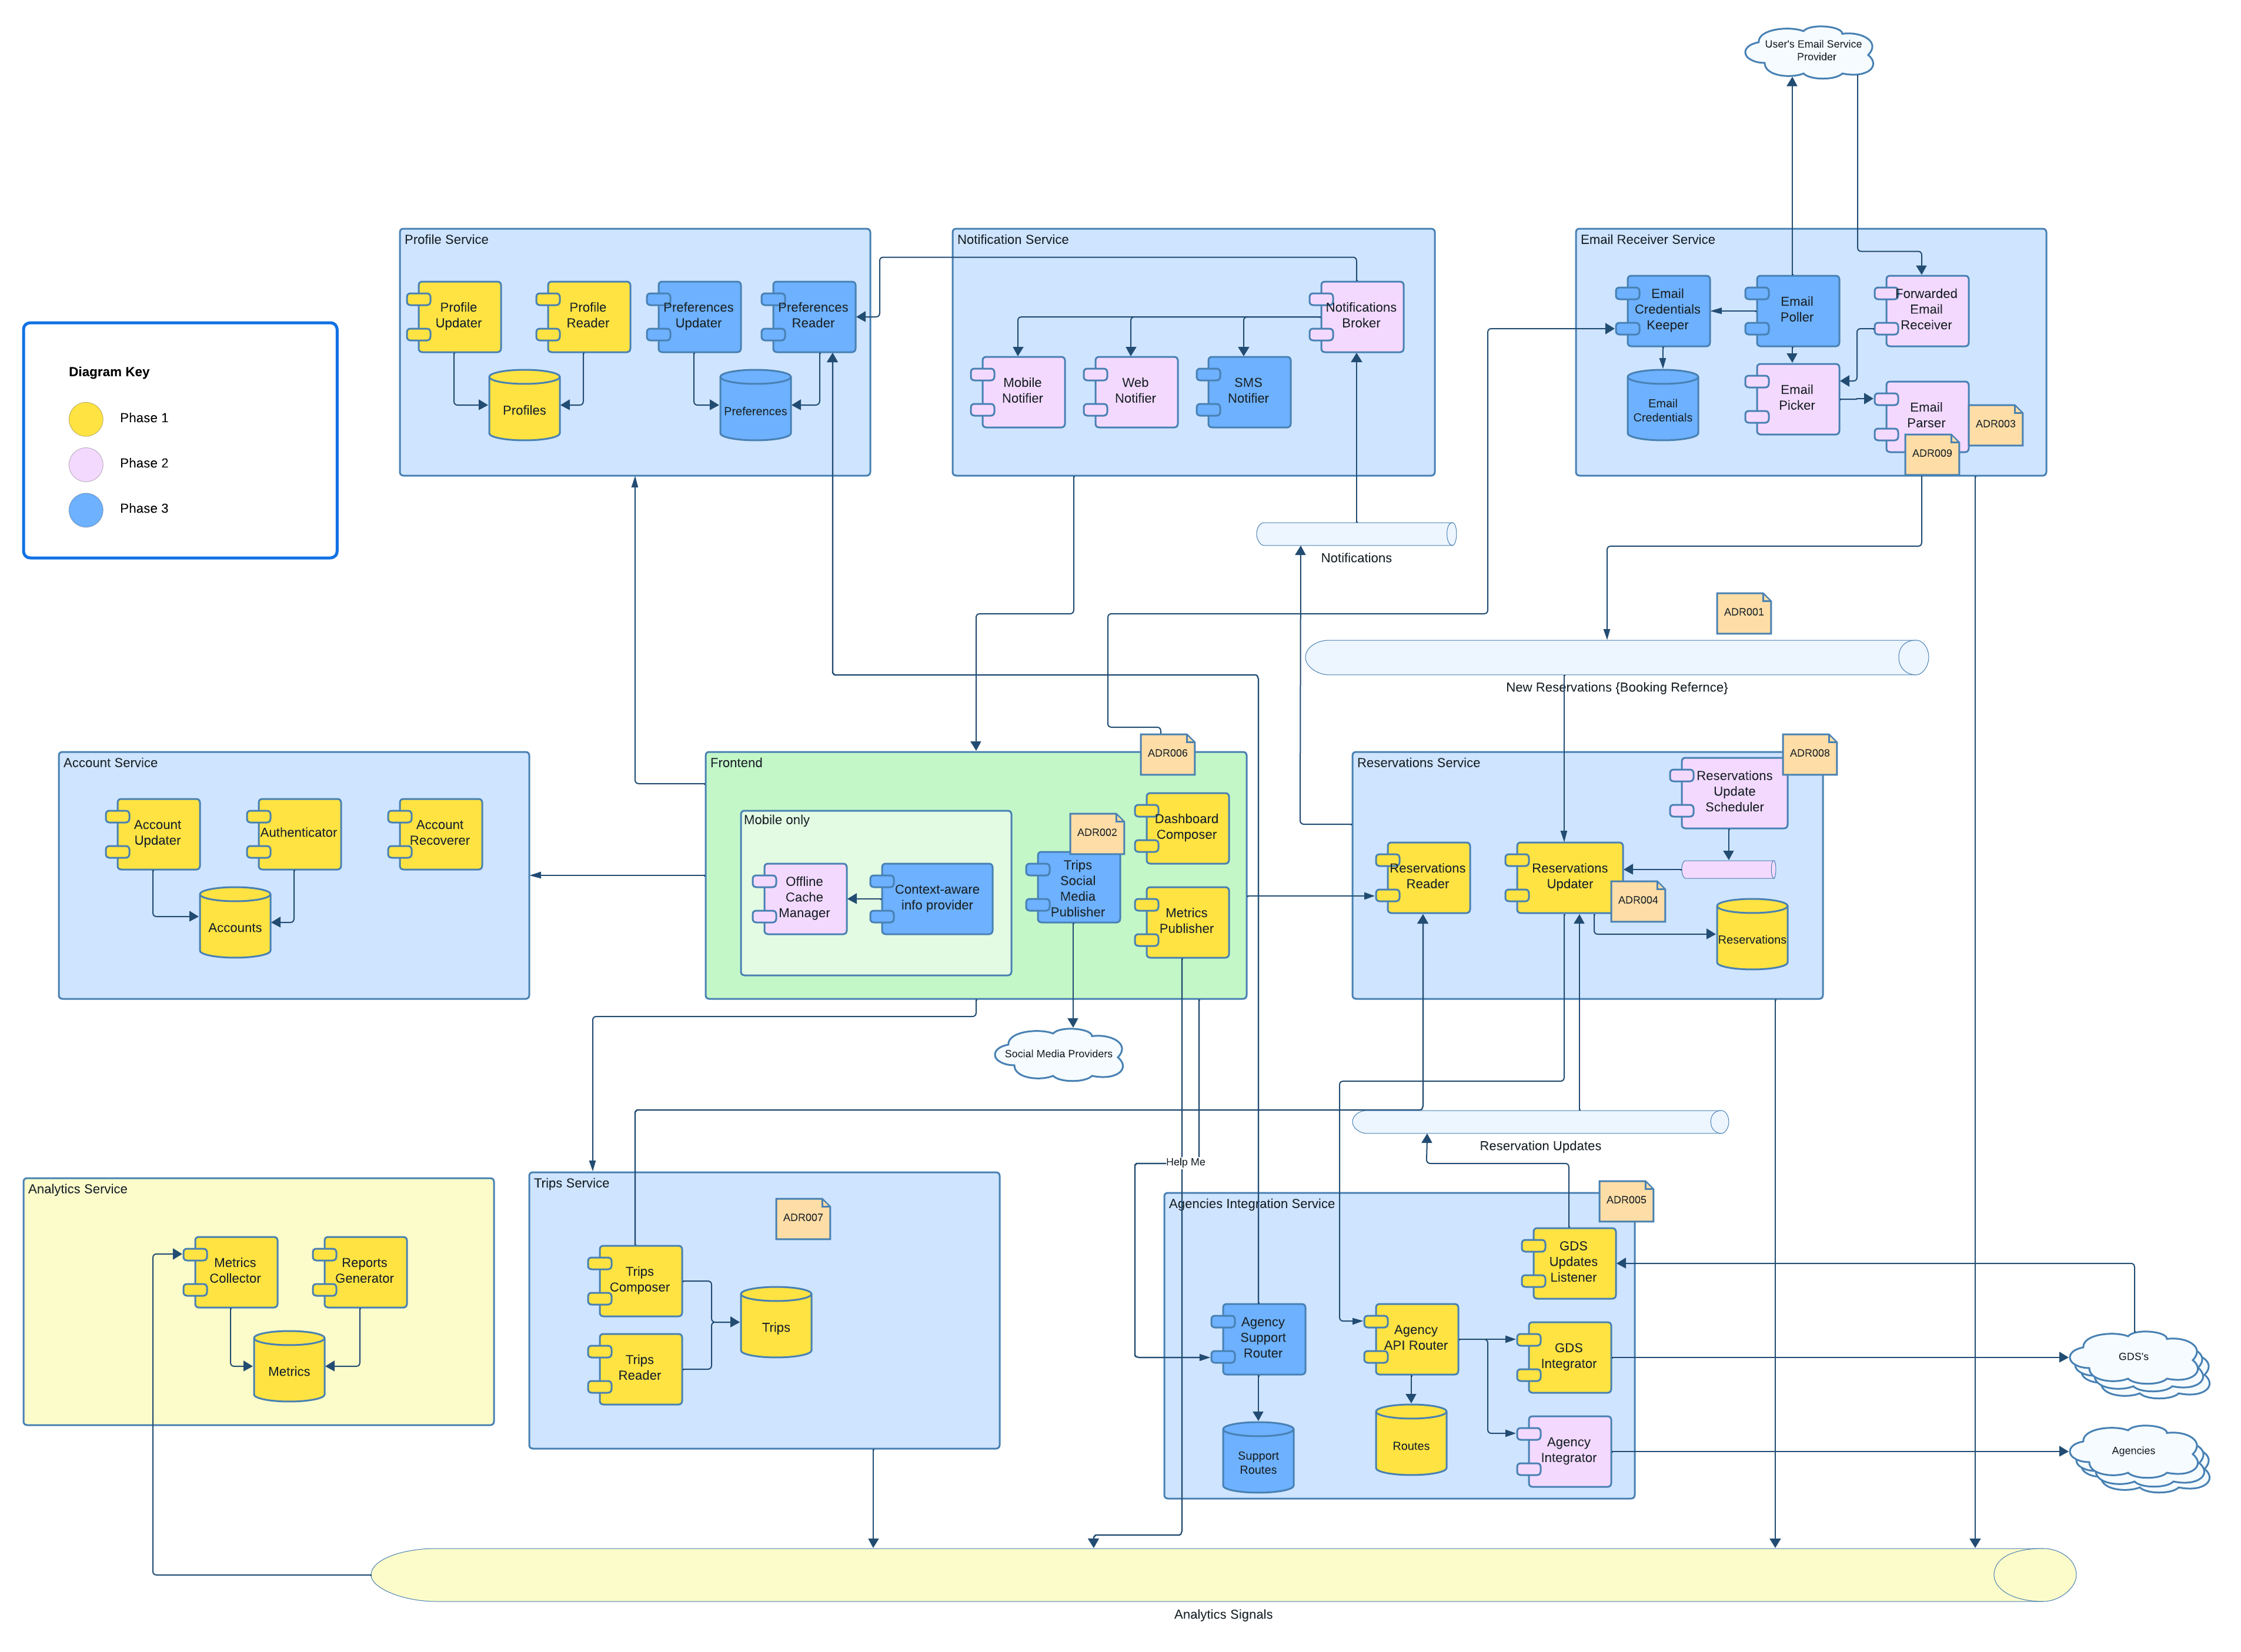 User's Email Service
Provider
Profile Service
Profile
Updater
Profile
Reader
Preferences
Updater
Preferences
Reader
Profiles
Preferences
Notification Service
Notifications
Broker
Mobile
Notifier
Web
Notifier
SMS
Notifier
Email Receiver Service
Email
Credentials
Keeper
Email
Poller
Forwarded
Email
Receiver
Email
Credentials
Email
Picker
Email
Parser
ADR003
ADR009
Diagram Key
Phase 1
Phase 2
Phase 3
Notifications
ADR001
New Reservations {Booking Refernce}
Account Service
Account
Updater
Authenticator
Account
Recoverer
Accounts
Frontend
ADR006
Mobile only
Offline
Cache
Manager
Context-aware
info provider
ADR002
Trips
Social
Media
Publisher
Dashboard
Composer
Metrics
Publisher
Social Media Providers
Reservations Service
ADR008
Reservations
Update
Scheduler
Reservations
Reader
Reservations
Updater
ADR004
Reservations
Reservation Updates
Help Me
Analytics Service
Metrics
Collector
Reports
Generator
Metrics
Trips Service
ADR007
Trips
Composer
Trips
Reader
Trips
Agencies Integration Service
ADR005
GDS
Updates
Listener
Agency
Support
Router
Agency
API Router
GDS
Integrator
Agency
Integrator
Support
Routes
Routes
GDS's
Agencies
Analytics Signals